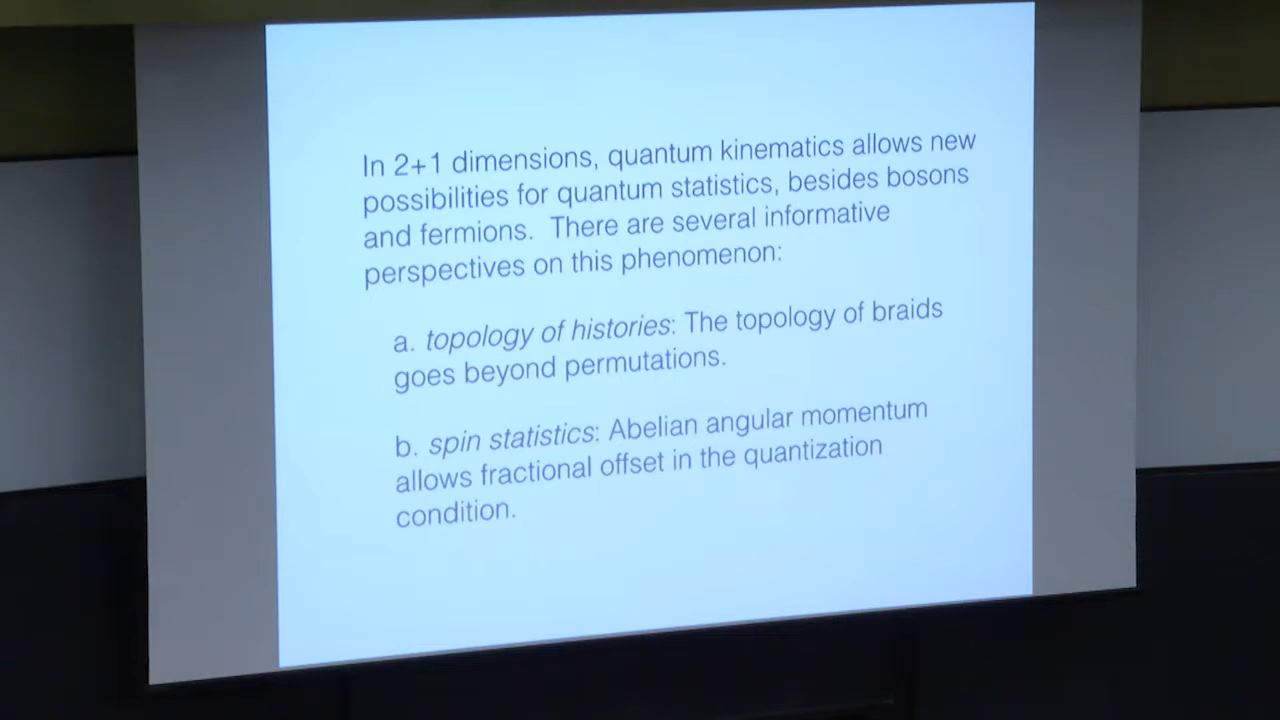 In 2+1 dimensions, quantum kinematics allows new
possibilities for quantum statistics, besides bosons
and fermions.  There are several informative
perspectives on this phenomenon:
a. topology of histories: The topology of braids
goes beyond permutations.
b. spin statistics: Abelian angular momentum
allows fractional offset in the quantization
condition.